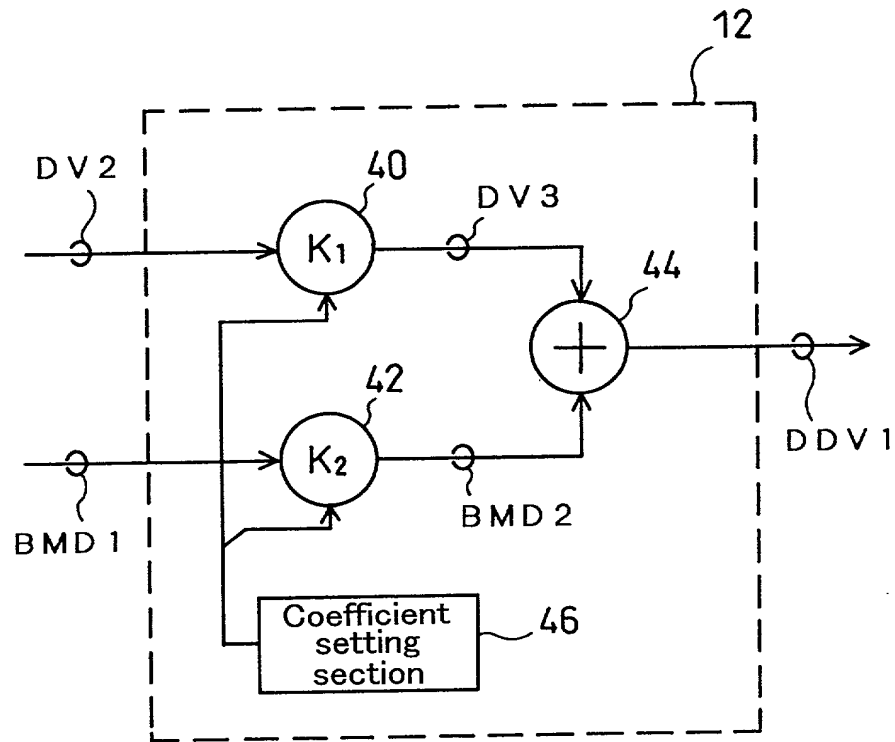 12
DV2
40
DV3
K1
44
+
42
K2
DDV1
BMD1
BMD2
Coefficient
setting
section
46